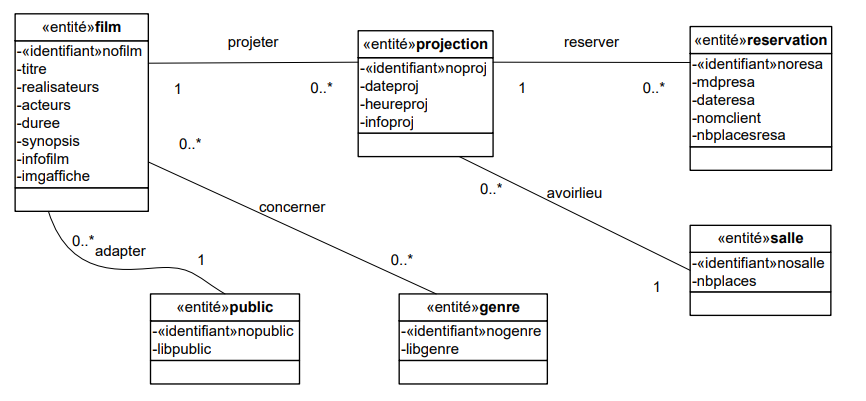 «entité»film
-«identifiant»nofilm
-titre
-realisateurs
-acteurs
-duree
-synopsis
-infofilm
-imgaffiche
projeter
1
0..*
«entité»projection
-«identifiant»noproj
-dateproj
-heureproj
-infoproj
reserver
1
0..*
«entité»reservation
-«identifiant»noresa
-mdpresa
-dateresa
-nomclient
-nbplacesresa
0..*
concerner
0..*
0..*
avoirlieu
1
«entité»salle
-«identifiant»nosalle
-nbplaces
0..*
adapter
1
«entité»public
-«identifiant»nopublic
-libpublic
«entité»genre
-«identifiant»nogenre
-libgenre